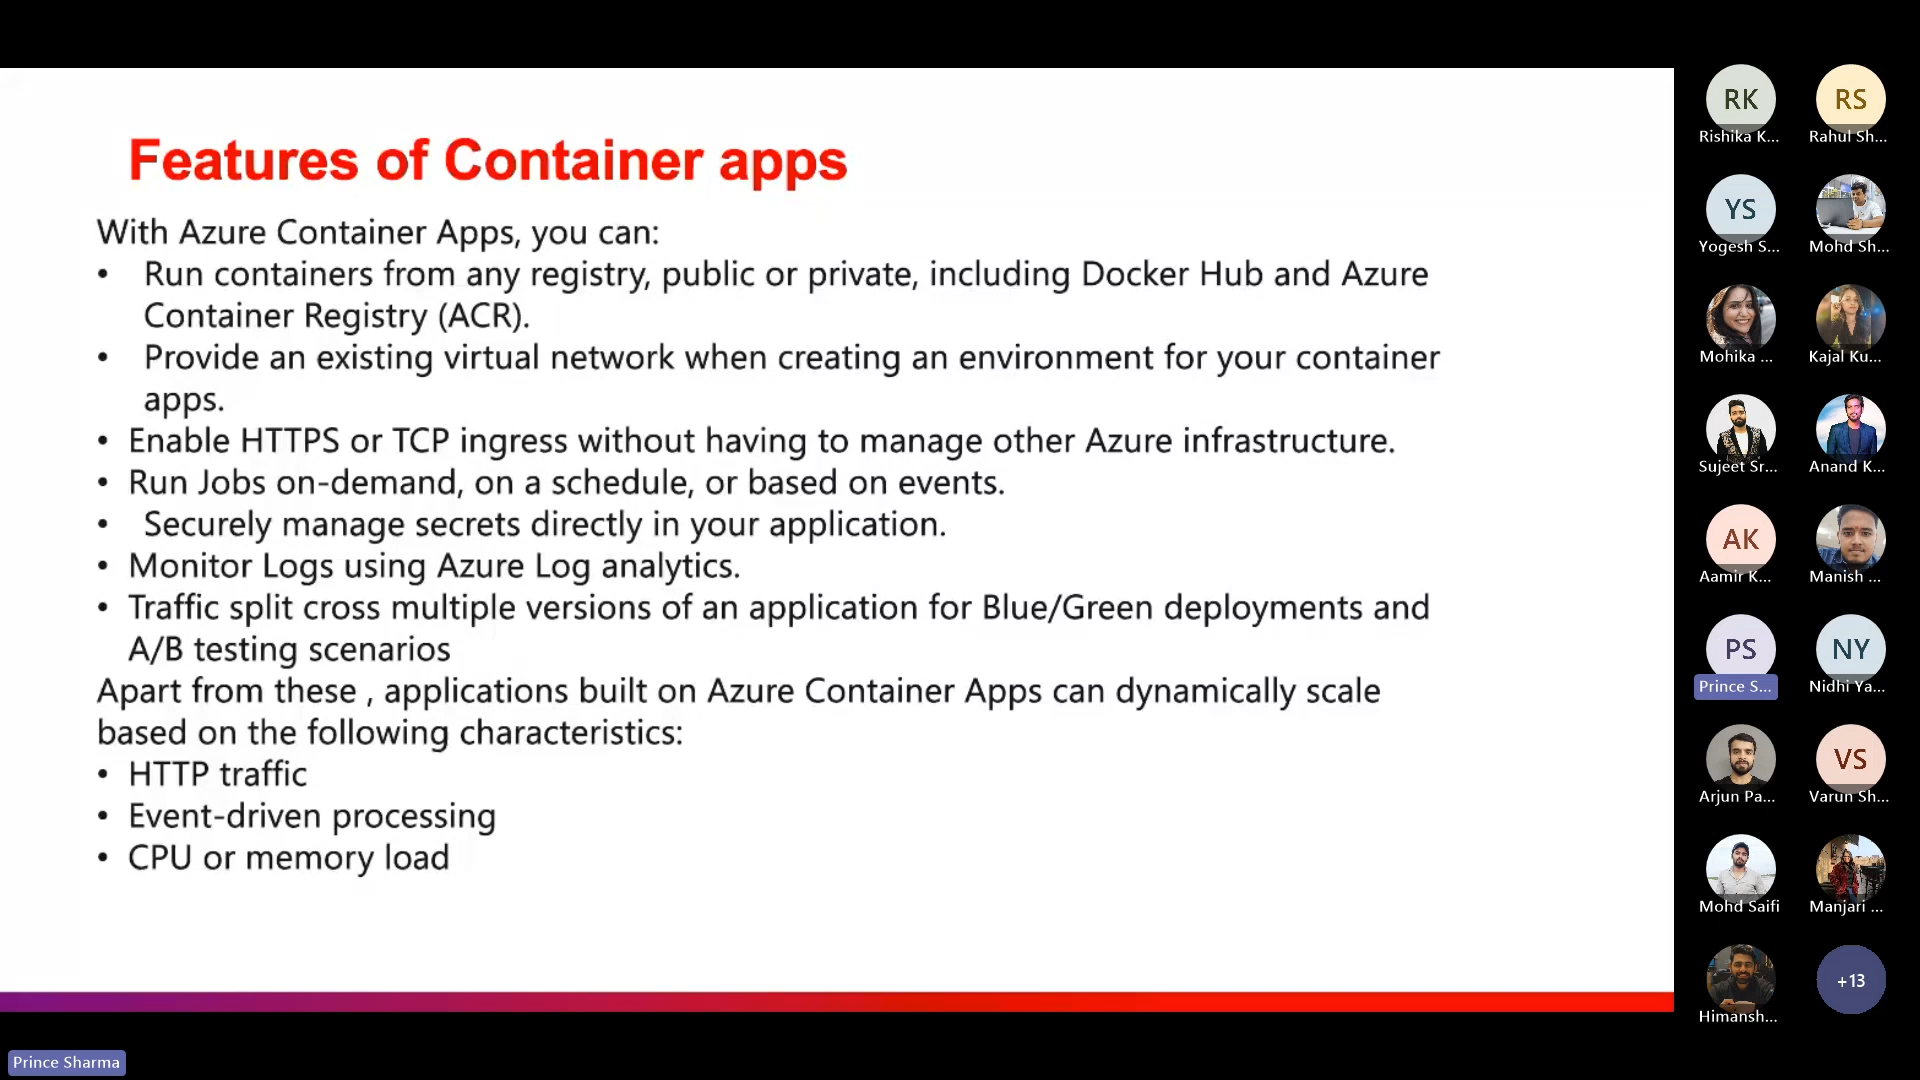 Features of Container apps
With Azure Container Apps, you can:
• Run containers from any registry, public or private, including Docker Hub and Azure
Container Registry (ACR).
• Provide an existing virtual network when creating an environment for your container
apps.
• Enable HTTPS or TCP ingress without having to manage other Azure infrastructure.
• Run Jobs on-demand, on a schedule, or based on events.
• Securely manage secrets directly in your application.
• Monitor Logs using Azure Log analytics.
• Traffic split cross multiple versions of an application for Blue/Green deployments and
A/B testing scenarios
Apart from these , applications built on Azure Container Apps can dynamically scale
based on the following characteristics:
• HTTP traffic
• Event-driven processing
• CPU or memory load
Prince Sharma
RK
Rishika K...
RS
Rahul Sh...
YS
Yogesh S...
Mohd Sh...
Mohika ...
Kajal Ku...
Sujeet Sr...
Anand K...
AK
Aamir K...
Manish ...
PS
Prince S...
NY
Nidhi Ya...
Arjun Pa...
VS
Varun Sh...
Mohd Saifi
Manjari ...
Himansh...
+13